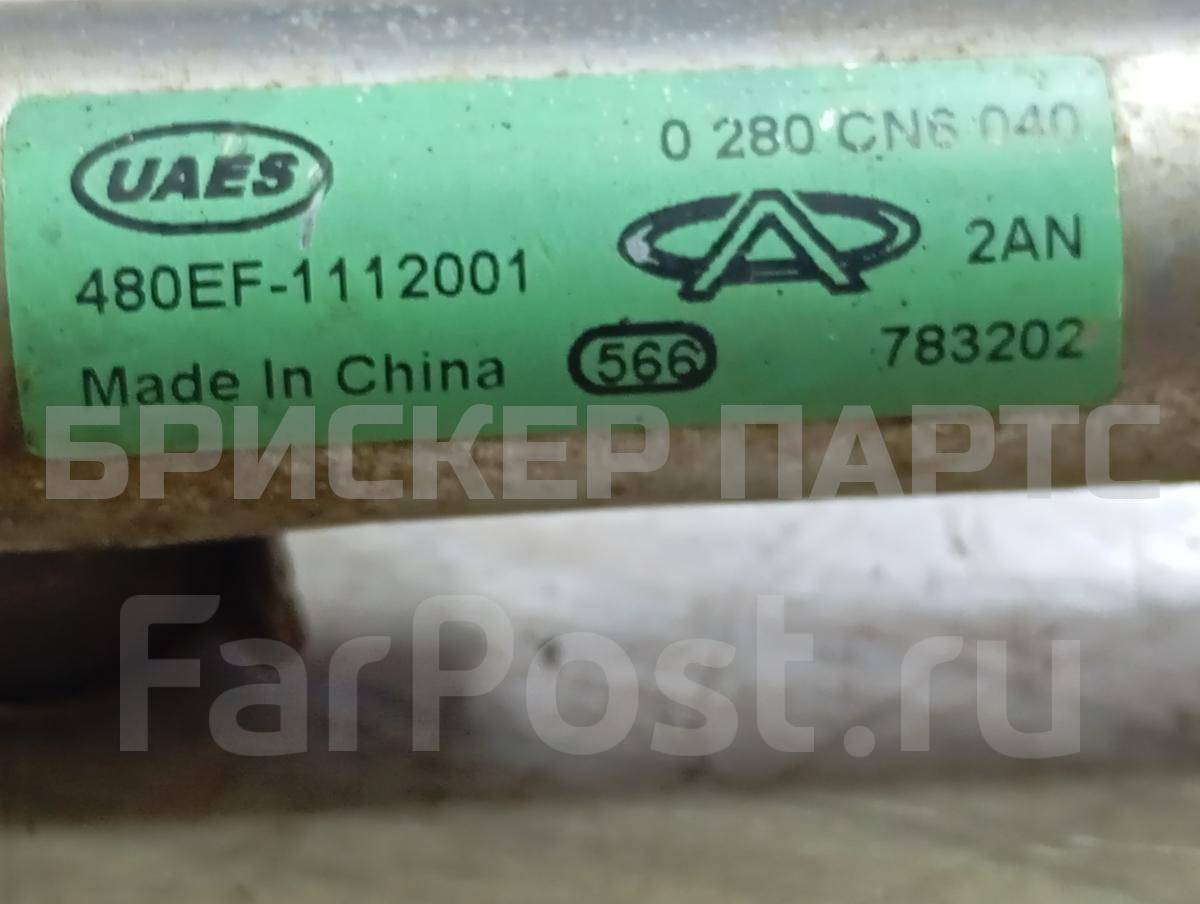 UAES
0 280 CN6 040
480EF-1112001
2AN
Made In China
566
783202
БРИСКЕР ПАРТС
FarPost.ru